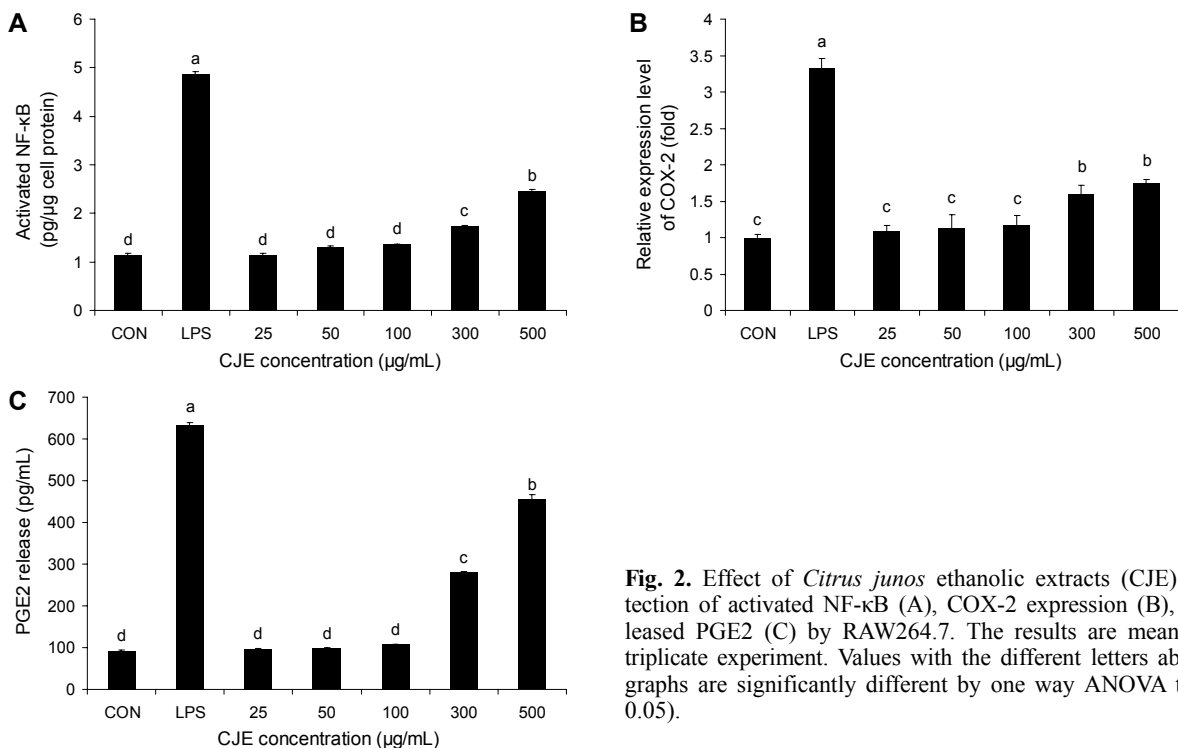 A
Activated NF-κB
(pg/μg cell protein)
6
5
4
3
2
1
0
d
a
d
d
d
c
b
CON LPS 25 50 100 300 500
CJE concentration (μg/mL)
B
Relative expression level
of COX-2 (fold)
4
3.5
3
2.5
2
1.5
1
0.5
0
c
a
c
c
c
b
b
CON LPS 25 50 100 300 500
CJE concentration (μg/mL)
C
PGE2 release (pg/mL)
700
600
500
400
300
200
100
0
d
a
d
d
d
c
b
CON LPS 25 50 100 300 500
CJE concentration (μg/mL)
Fig. 2. Effect of Citrus junos ethanolic extracts (CJE)
tection of activated NF-κB (A), COX-2 expression (B),
leased PGE2 (C) by RAW264.7. The results are mean
triplicate experiment. Values with the different letters ab
graphs are significantly different by one way ANOVA t
0.05).